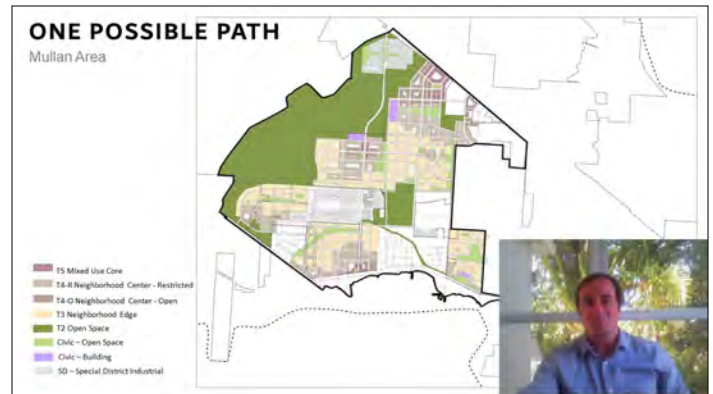 ONE POSSIBLE PATH
Mullan Area
T5 Mixed Use Core
T4-R Neighborhood Center - Restricted
T4-O Neighborhood Center - Open
T3 Neighborhood Edge
T2 Open Space
Civic – Open Space
Civic – Building
SD – Special District Industrial